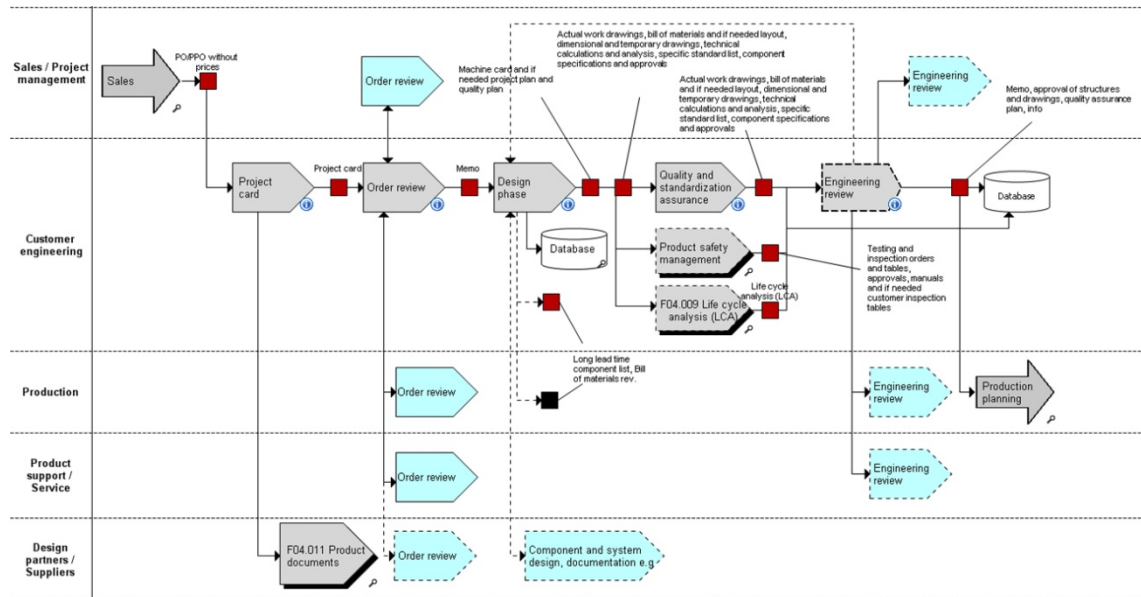 Sales / Project
management
Sales
PO/PPO without
prices
Order review
Machine card and if
needed project plan and
quality plan
Actual work drawings, bill of materials and if needed layout,
dimensional and temporary drawings, technical
calculations and analysis, specific standard list, component
specifications and approvals
Actual work drawings, bill of materials
and if needed layout, dimensional and
temporary drawings, technical
calculations and analysis, specific
standard list, component specifications
and approvals
Engineering
review
Memo, approval of structures
and drawings, quality assurance
plan, info
Customer
engineering
Project
card
Project card
Order review
Memo
Design
phase
Quality and
standardization
assurance
Engineering
review
Database
Database
Product safety
management
Testing and
inspection orders
and tables,
approvals, manuals
and if needed
customer inspection
tables
F04.009 Life cycle
analysis (LCA)
Life cycle
analysis (LCA)
Long lead time
component list, Bill
of materials rev.
Production
Order review
Engineering
review
Production
planning
Product
support /
Service
Order review
Engineering
review
Design
partners /
Suppliers
F04.011 Product
documents
Order review
Component and system
design, documentation e.g